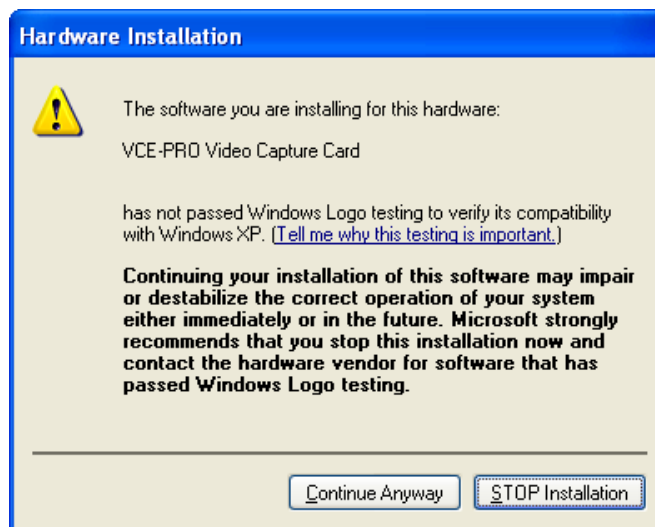 Hardware Installation
The software you are installing for this hardware:
VCE-PRO Video Capture Card
has not passed Windows Logo testing to verify its compatibility
with Windows XP. (Tell me why this testing is important.)
Continuing your installation of this software may impair
or destabilize the correct operation of your system
either immediately or in the future. Microsoft strongly
recommends that you stop this installation now and
contact the hardware vendor for software that has
passed Windows Logo testing.
Continue Anyway
STOP Installation